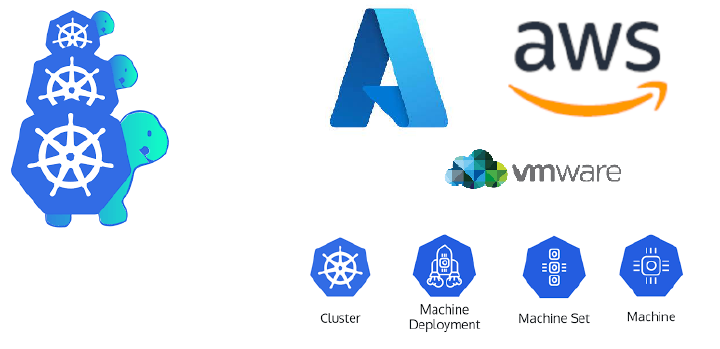 aws
vmware
Cluster
Machine
Deployment
Machine Set
Machine